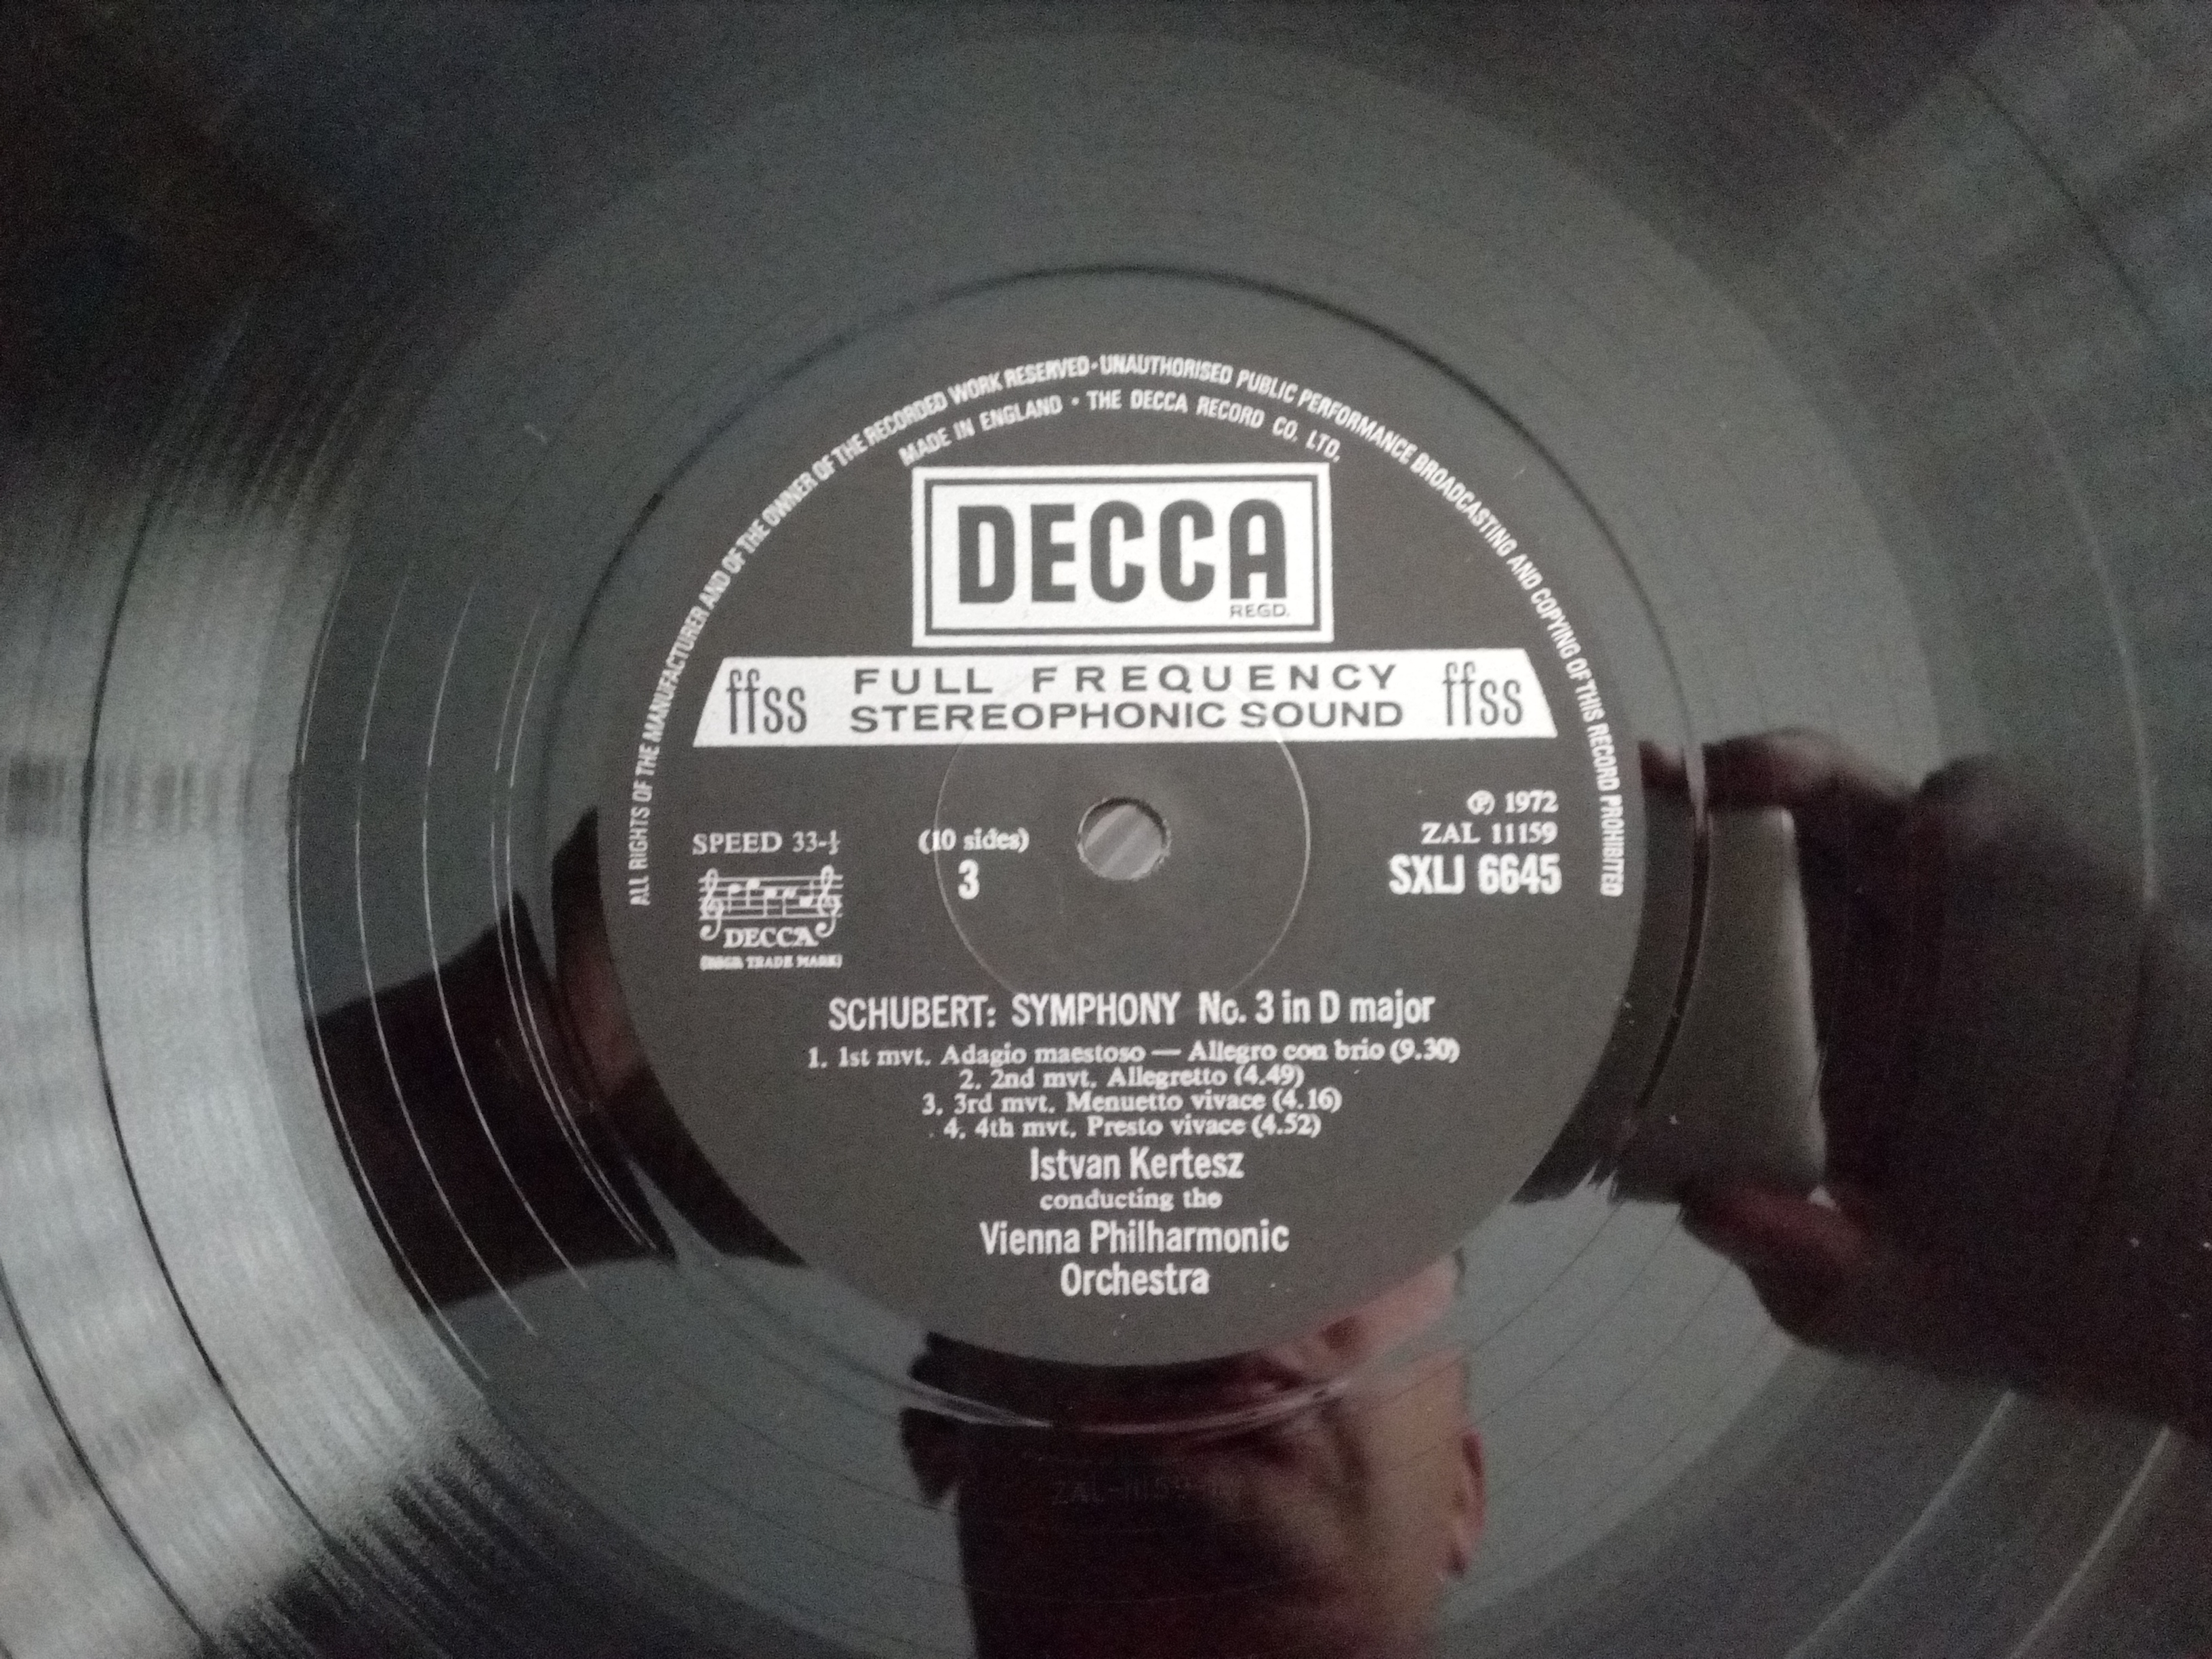 ALL RIGHTS OF THE MANUFACTURER AND OF THE OWNER OF THE RECORDED WORK RESERVED · UNAUTHORISED PUBLIC PERFORMANCE BROADCASTING AND COPYING OF THIS RECORD PROHIBITED
MADE IN ENGLAND · THE DECCA RECORD CO. LTD.
DECCA
REGD.
ffss FULL FREQUENCY STEREOPHONIC SOUND ffss
℗ 1972
SPEED 33-⅓ (10 sides) ZAL 11159
3 SXLJ 6645
DECCA
TRADE MARK)
SCHUBERT: SYMPHONY No. 3 in D major
1. 1st mvt. Adagio maestoso — Allegro con brio (9.30)
2. 2nd mvt. Allegretto (4.49)
3. 3rd mvt. Menuetto vivace (4.16)
4. 4th mvt. Presto vivace (4.52)
Istvan Kertesz
conducting the
Vienna Philharmonic
Orchestra